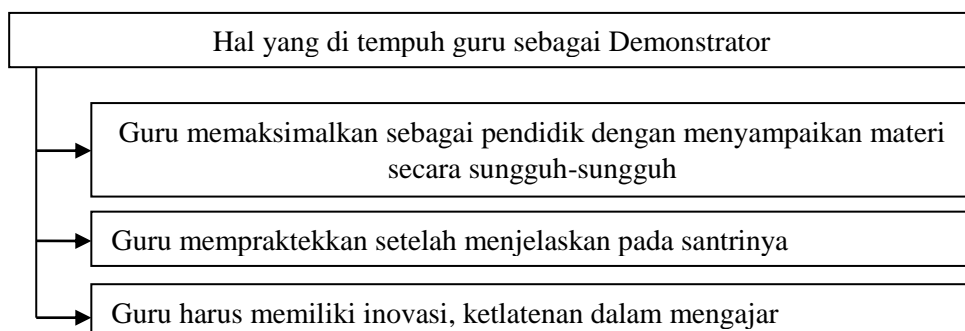 Hal yang di tempuh guru sebagai Demonstrator
Guru memaksimalkan sebagai pendidik dengan menyampaikan materi
secara sungguh-sungguh
Guru mempraktekkan setelah menjelaskan pada santrinya
Guru harus memiliki inovasi, ketlatenan dalam mengajar